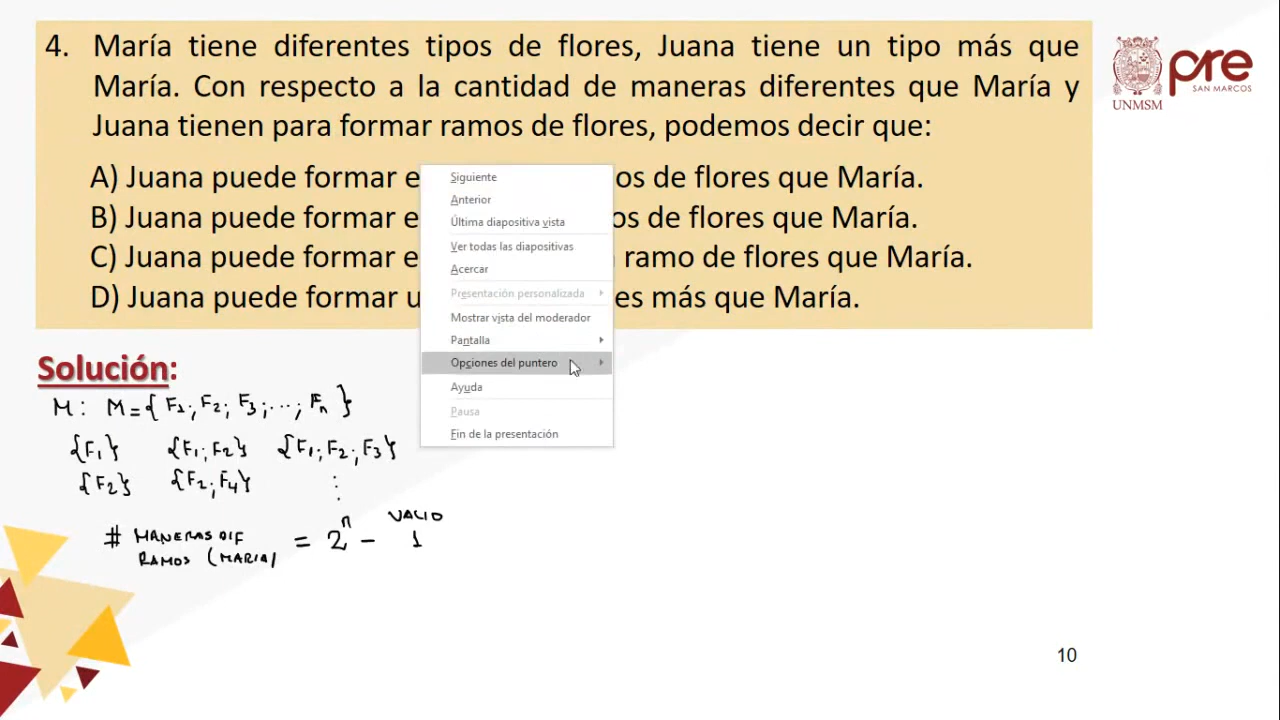 4. María tiene diferentes tipos de flores, Juana tiene un tipo más que
María. Con respecto a la cantidad de maneras diferentes que María y
Juana tienen para formar ramos de flores, podemos decir que:
A) Juana puede formar e os de flores que María.
B) Juana puede formar e os de flores que María.
C) Juana puede formar e ramo de flores que María.
D) Juana puede formar u es más que María.
UNMSM
pre
SAN MARCOS
Siguiente
Anterior
Última diapositiva vista
Ver todas las diapositivas
Acercar
Presentación personalizada
Mostrar vista del moderador
Pantalla
Opciones del puntero
Ayuda
Pausa
Fin de la presentación
Solución:
M: M={F1; F2; F3; ...; Fn}
{F1} {F1; F2} {F1; F2; F3}
{F2} {F2; F4} ⋮
VACIO
# MANERAS DIF = 2ⁿ - 1
RAMOS (MARIA)
10